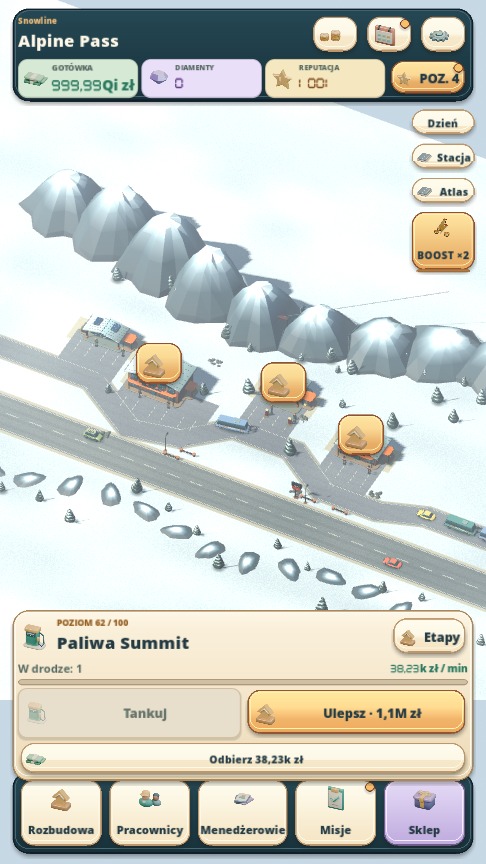 Snowline
Alpine Pass
GOTÓWKA
999,99Qi zł
DIAMENTY
0
REPUTACJA
POZ. 4
Dzień
Stacja
Atlas
BOOST ×2
POZIOM 62 / 100
Paliwa Summit
Etapy
W drodze: 1
38,23k zł / min
Tankuj
Ulepsz · 1,1M zł
Odbierz 38,23k zł
Rozbudowa
Pracownicy
Menedżerowie
Misje
Sklep